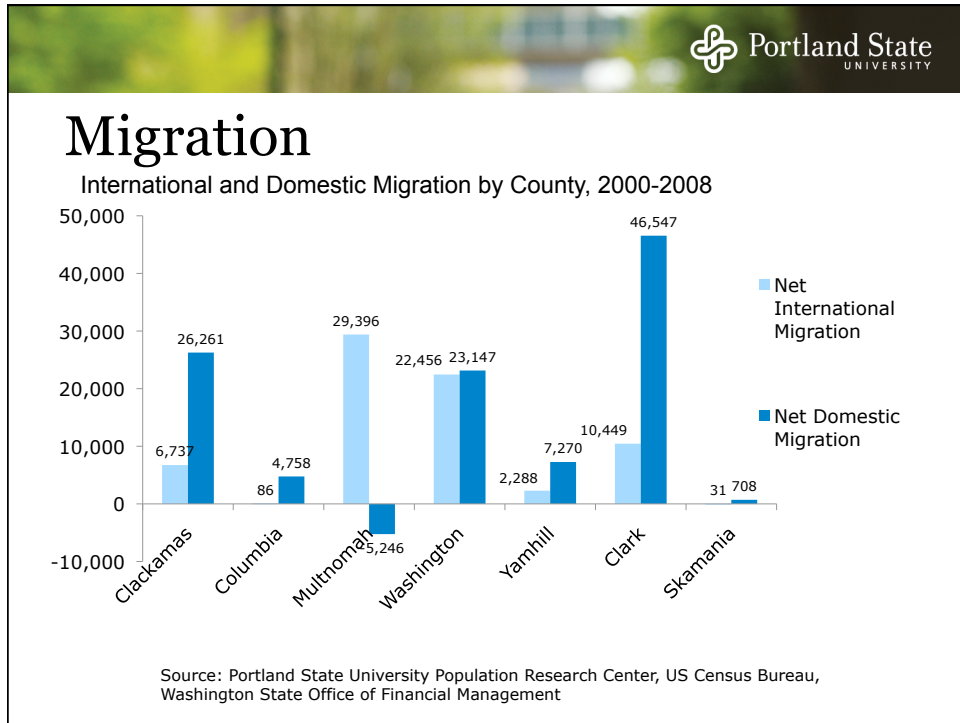 Portland State
UNIVERSITY
Migration
International and Domestic Migration by County, 2000-2008
50,000
40,000
30,000
20,000
10,000
0
-10,000
6,737
26,261
86
4,758
29,396
-5,246
22,456
23,147
2,288
7,270
10,449
46,547
31
708
Clackamas
Columbia
Multnomah
Washington
Yamhill
Clark
Skamania
Net
International
Migration
Net Domestic
Migration
Source: Portland State University Population Research Center, US Census Bureau,
Washington State Office of Financial Management